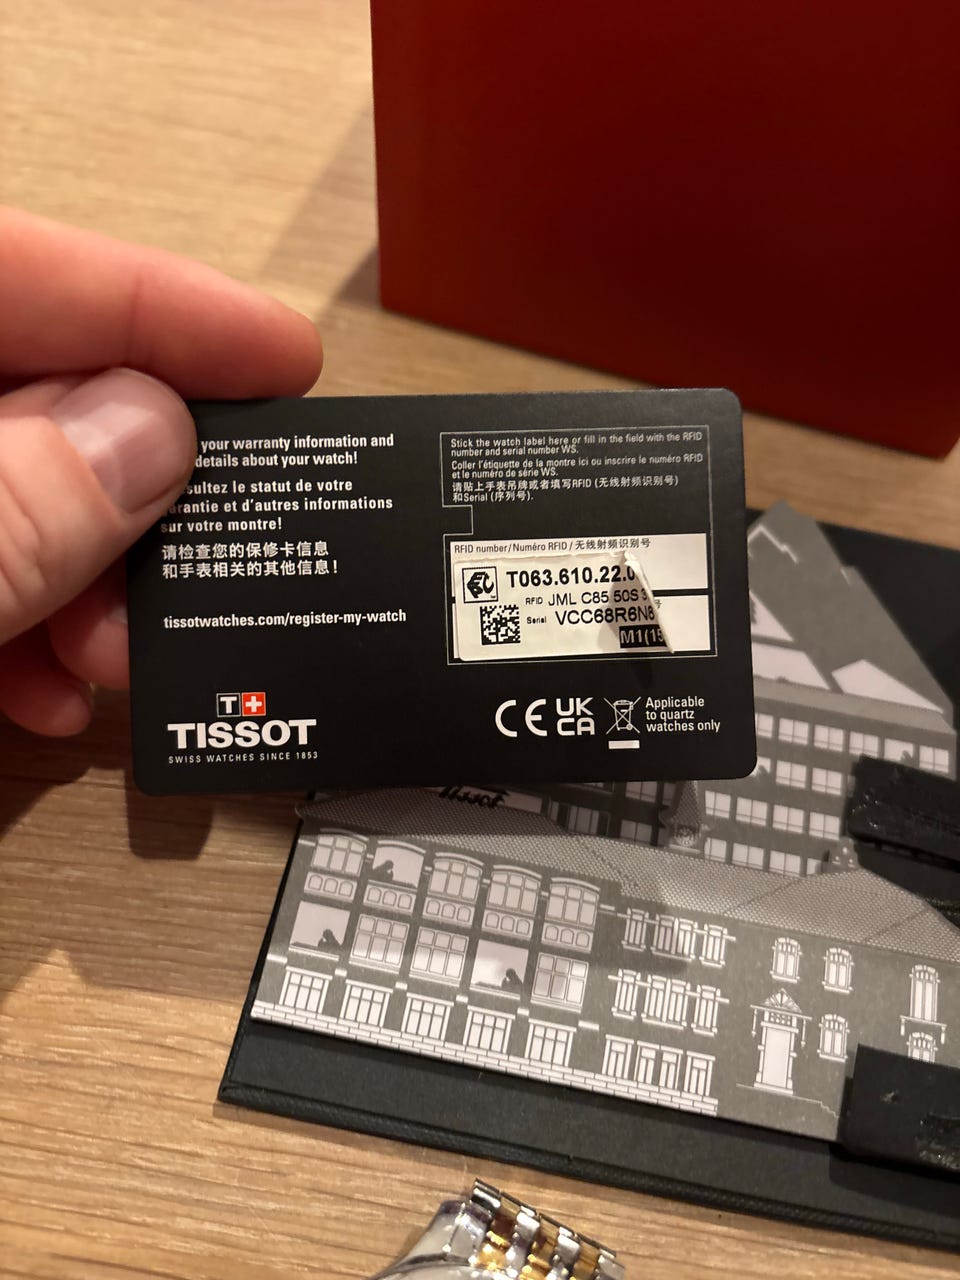 your warranty information and
details about your watch!
sultez le statut de votre
arantie et d'autres informations
sur votre montre!
请检查您的保修卡信息
和手表相关的其他信息！
tissotwatches.com/register-my-watch
T+
TISSOT
SWISS WATCHES SINCE 1853
Stick the watch label here or fill in the field with the RFID
number and serial number WS.
Coller l'étiquette de la montre ici ou inscrire le numéro RFID
et le numéro de série WS.
请贴上手表吊牌或者填写RFID (无线射频识别号)
和Serial (序列号).
RFID number/Numéro RFID / 无线射频识别号
T063.610.22.0
RFID JML C85 50S 3
Serial VCC68R6N8
号
M1(15
CE UK
CA
Applicable
to quartz
watches only
Tissot